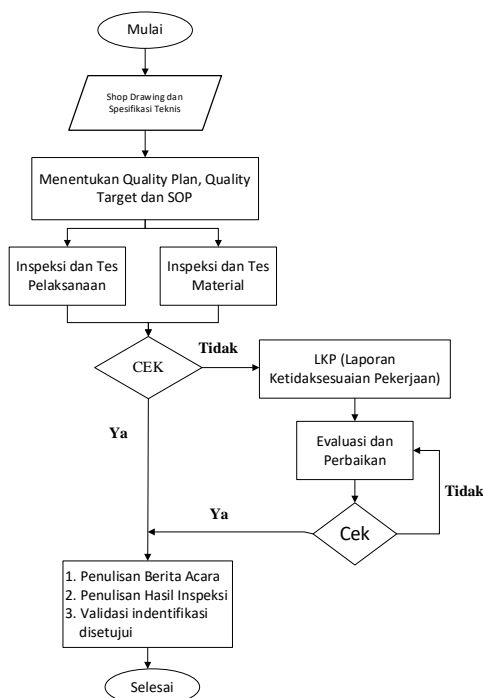 Mulai
Shop Drawing dan
Spesifikasi Teknis
Menentukan Quality Plan, Quality
Target dan SOP
Inspeksi dan Tes
Pelaksanaan
Inspeksi dan Tes
Material
CEK
Tidak
LKP (Laporan
Ketidaksesuaian Pekerjaan)
Ya
Evaluasi dan
Perbaikan
Tidak
Ya
Cek
1. Penulisan Berita Acara
2. Penulisan Hasil Inspeksi
3. Validasi indentifikasi
disetujui
Selesai